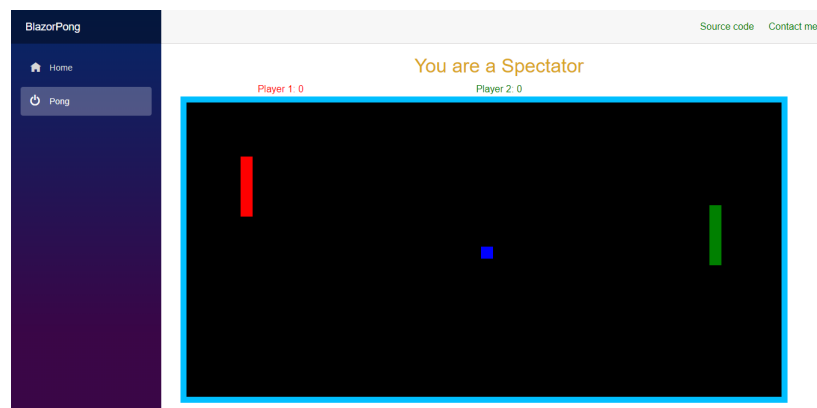 BlazorPong
Source code Contact me
Home
Pong
You are a Spectator
Player 1: 0 Player 2: 0